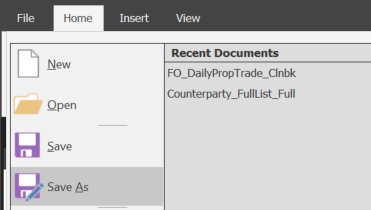 File Home Insert View
Recent Documents
New
FO_DailyPropTrade_Clnbk
Counterparty_FullList_Full
Open
Save
Save As